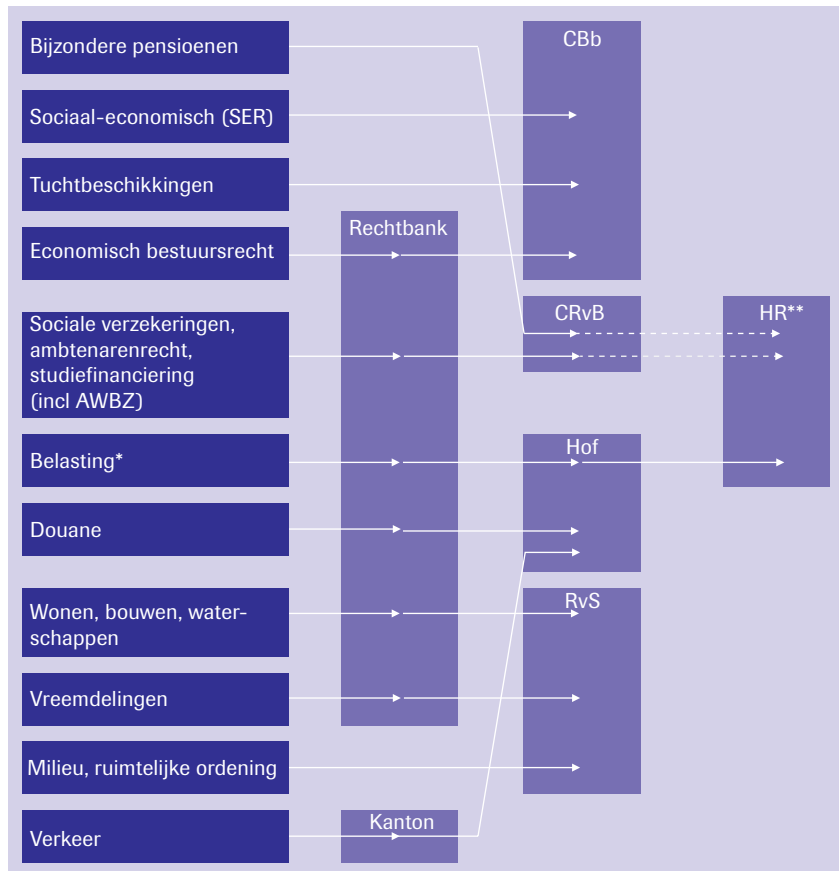 Bijzondere pensioenen
CBb
Sociaal-economisch (SER)
Tuchtbeschikkingen
Rechtbank
Economisch bestuursrecht
CRvB
HR**
Sociale verzekeringen,
ambtenarenrecht,
studiefinanciering
(incl AWBZ)
Hof
Belasting*
Douane
RvS
Wonen, bouwen, water-
schappen
Vreemdelingen
Milieu, ruimtelijke ordening
Kanton
Verkeer